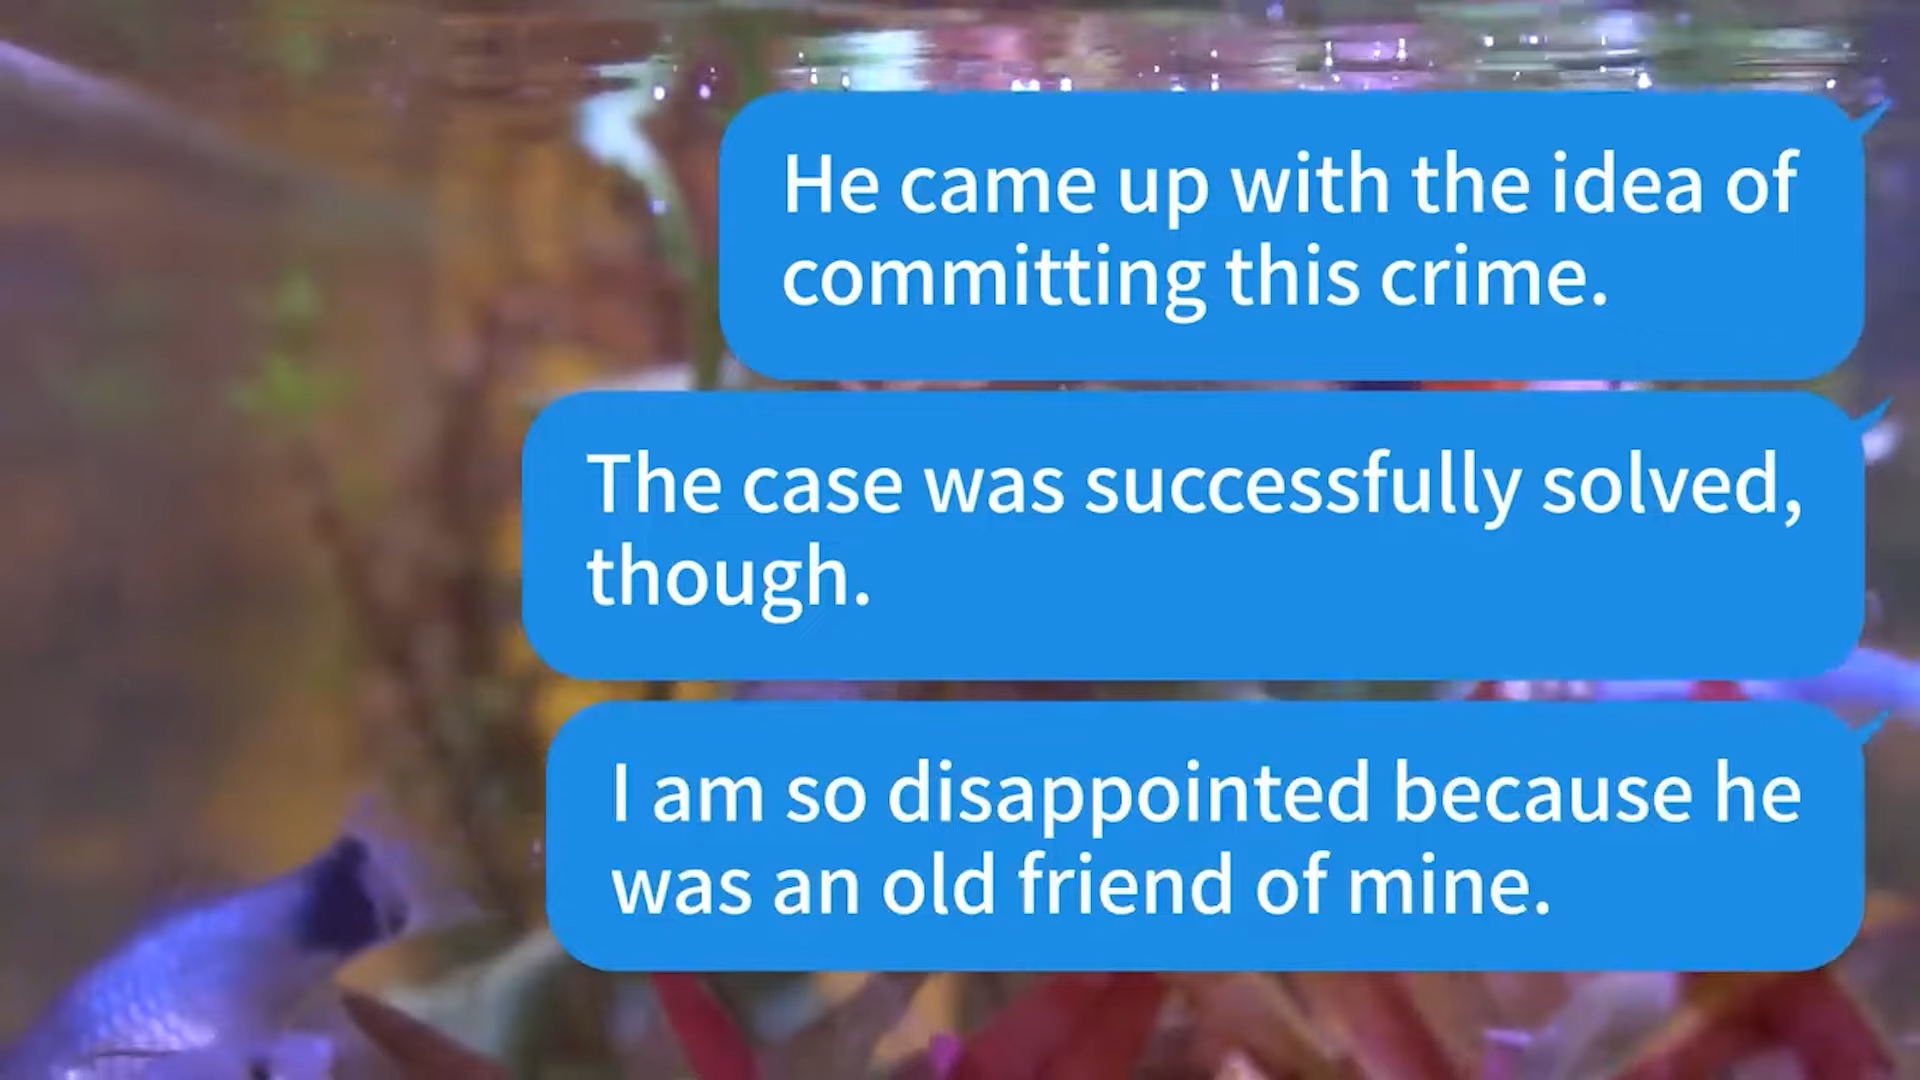 He came up with the idea of
committing this crime.
The case was successfully solved,
though.
I am so disappointed because he
was an old friend of mine.